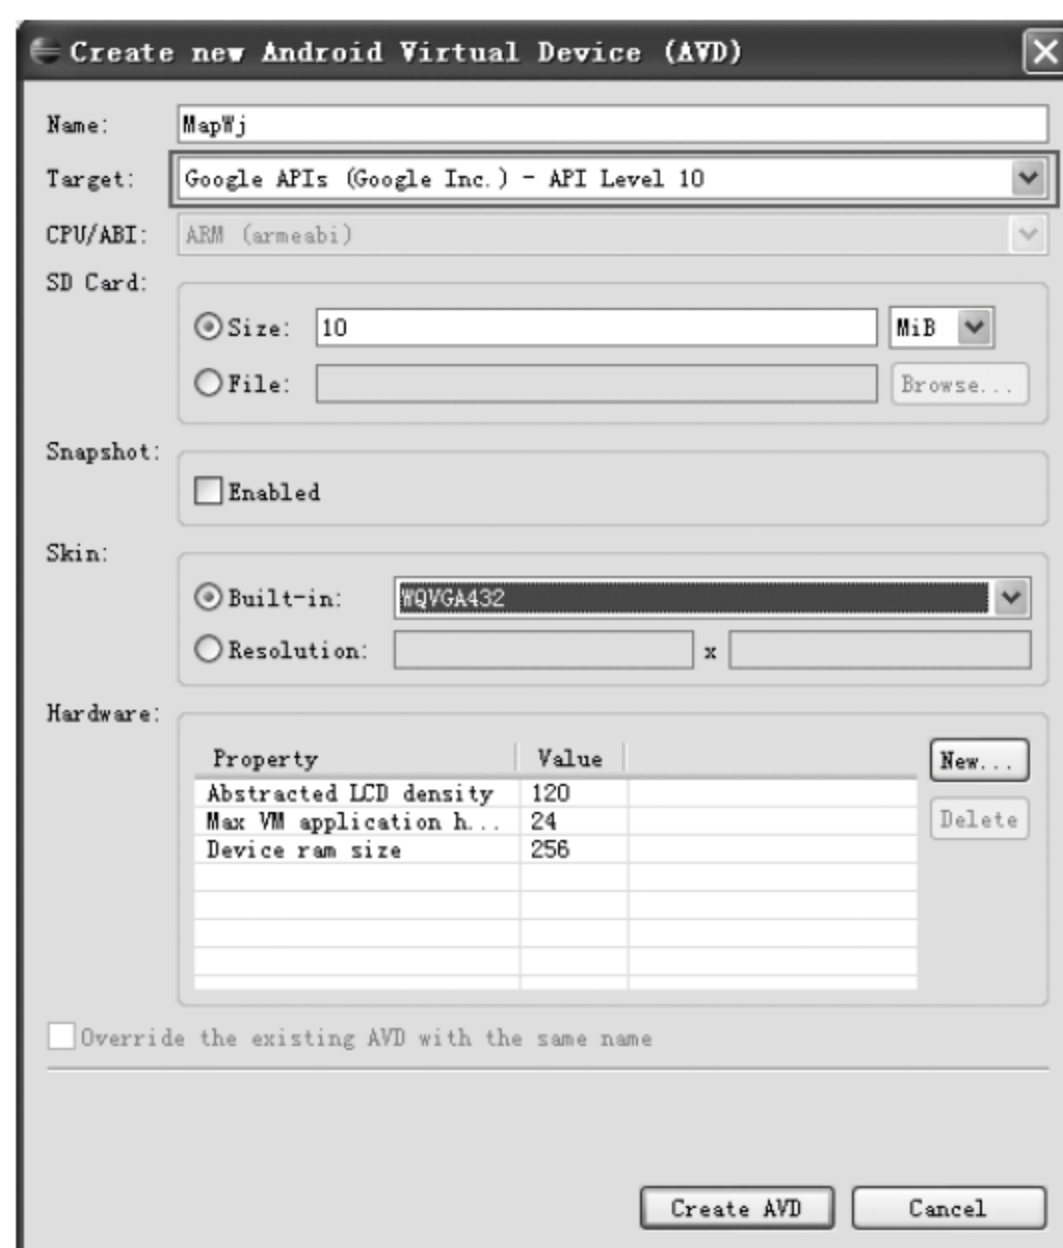 Create new Android Virtual Device (AVD)
Name: MapWj
Target: Google APIs (Google Inc.) - API Level 10
CPU/ABI: ARM (armeabi)
SD Card:
Size: 10 MiB
File: Browse...
Snapshot:
Enabled
Skin:
Built-in: WQVGA432
Resolution: x
Hardware:
Property Value New...
Abstracted LCD density 120
Max VM application h... 24 Delete
Device ram size 256
Override the existing AVD with the same name
Create AVD Cancel